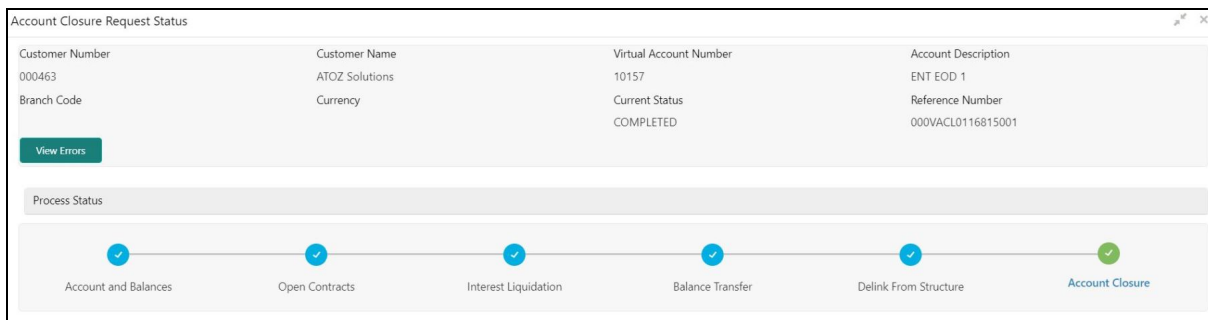 Account Closure Request Status
Customer Number Customer Name Virtual Account Number Account Description
000463 ATOZ Solutions 10157 ENT EOD 1
Branch Code Currency Current Status Reference Number
COMPLETED 000VACL0116815001
View Errors
Process Status
Account and Balances Open Contracts Interest Liquidation Balance Transfer Delink From Structure Account Closure